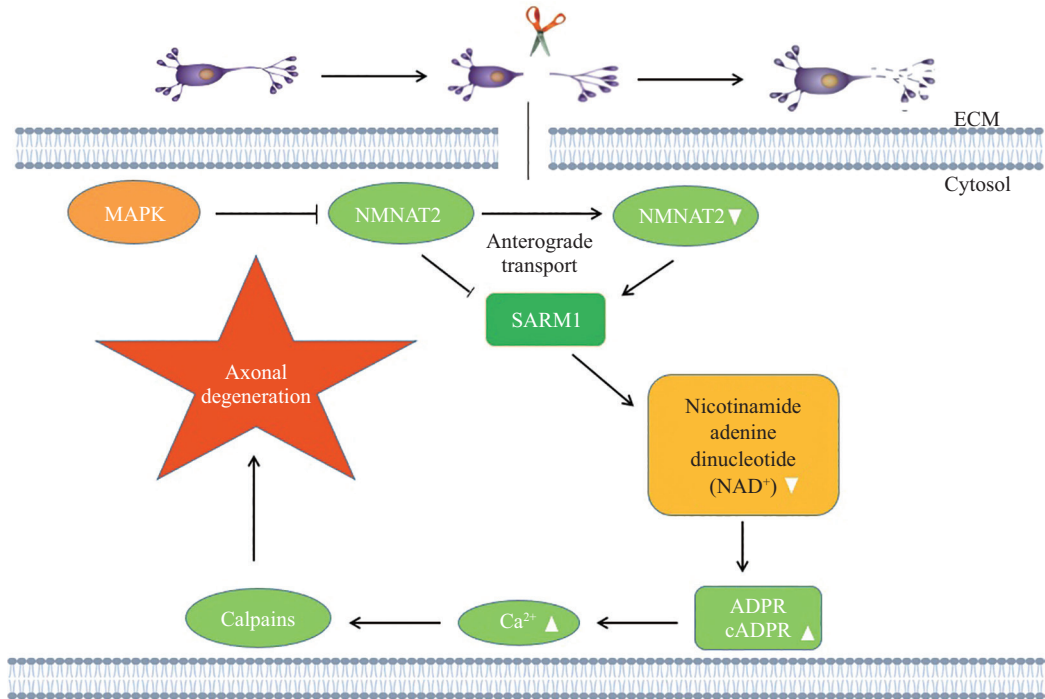 ECM
Cytosol
MAPK
NMNAT2
NMNAT2
Anterograde
transport
SARM1
Axonal
degeneration
Nicotinamide
adenine
dinucleotide
(NAD⁺)
ADPR
cADPR
Ca²⁺
Calpains